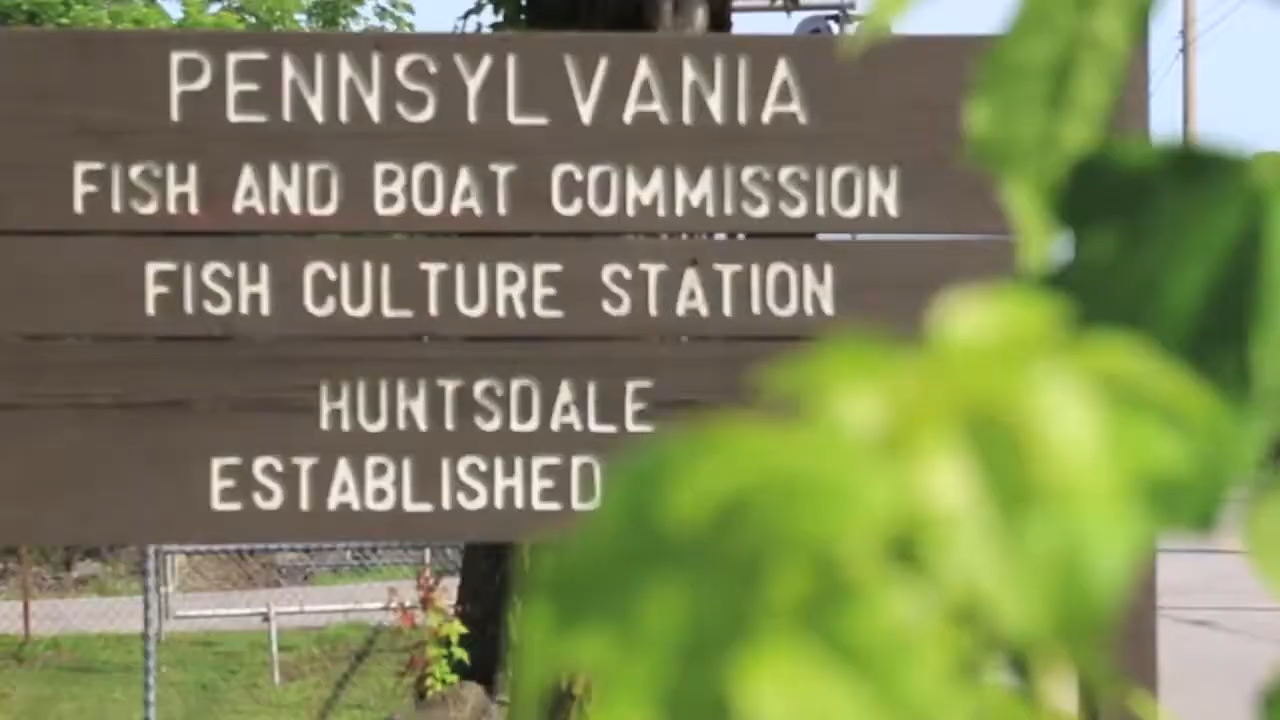 PENNSYLVANIA
FISH AND BOAT COMMISSION
FISH CULTURE STATION
HUNTSDALE
ESTABLISHED